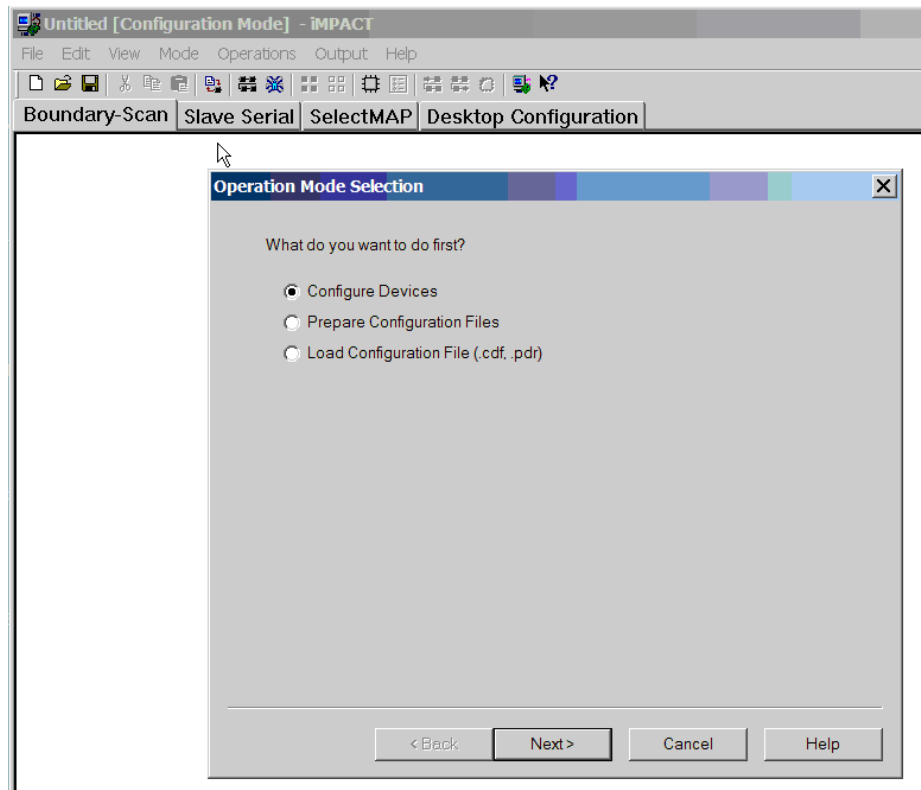 Untitled [Configuration Mode] - iMPACT
File Edit View Mode Operations Output Help
Boundary-Scan Slave Serial SelectMAP Desktop Configuration
Operation Mode Selection
What do you want to do first?
Configure Devices
Prepare Configuration Files
Load Configuration File (.cdf, .pdr)
< Back Next > Cancel Help